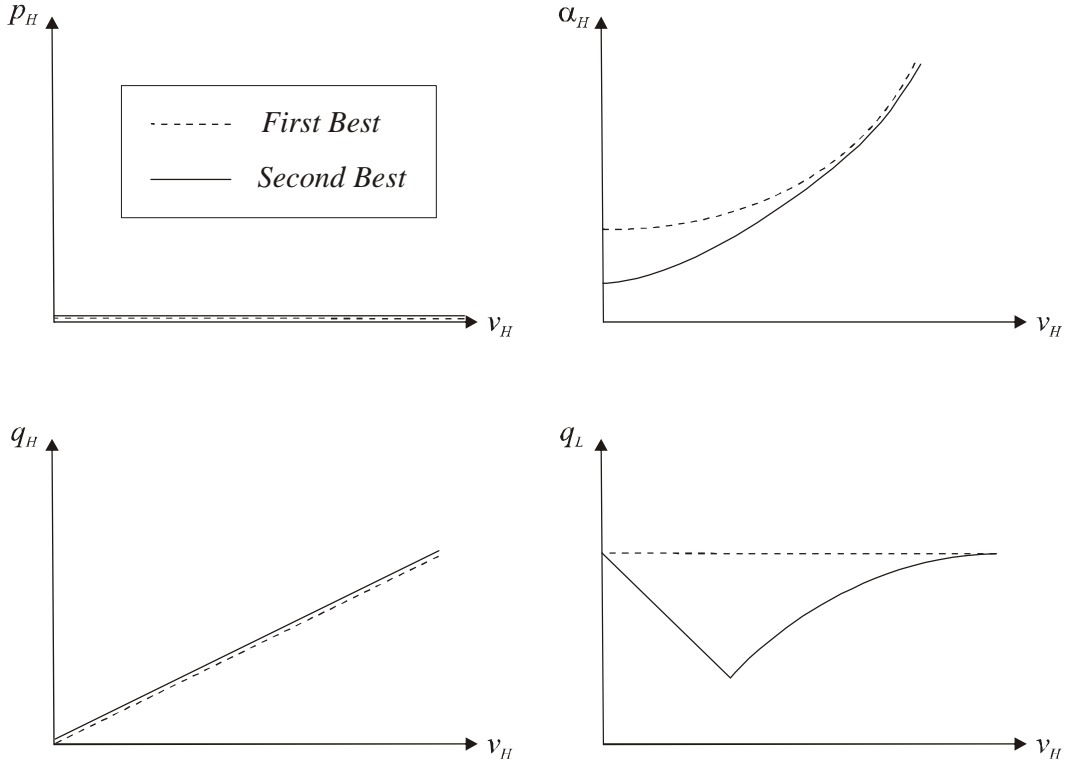 p_H
α_H
First Best
Second Best
v_H
v_H
q_H
q_L
v_H
v_H